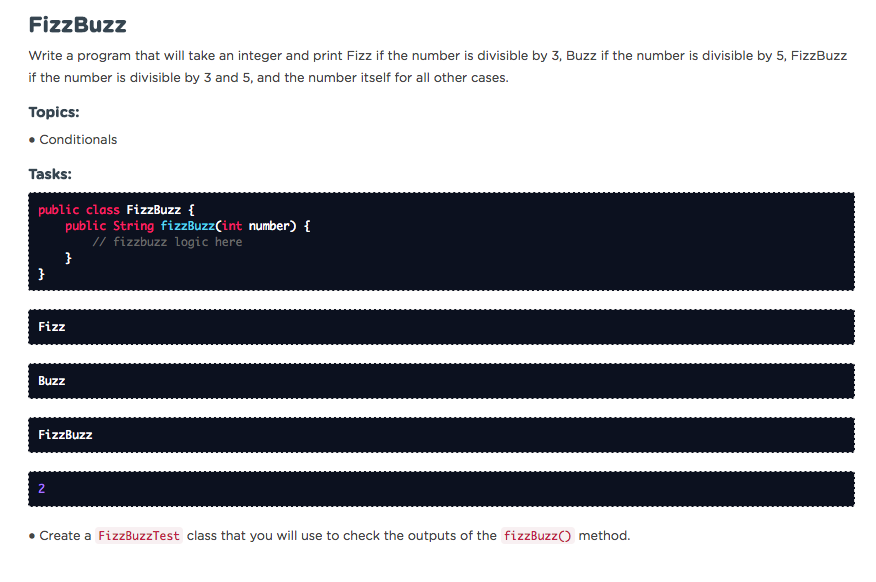 FizzBuzz
Write a program that will take an integer and print Fizz if the number is divisible by 3, Buzz if the number is divisible by 5, FizzBuzz
if the number is divisible by 3 and 5, and the number itself for all other cases.
Topics:
• Conditionals
Tasks:
public class FizzBuzz {
    public String fizzBuzz(int number) {
        // fizzbuzz logic here
    }
}
Fizz
Buzz
FizzBuzz
2
• Create a FizzBuzzTest class that you will use to check the outputs of the fizzBuzz() method.